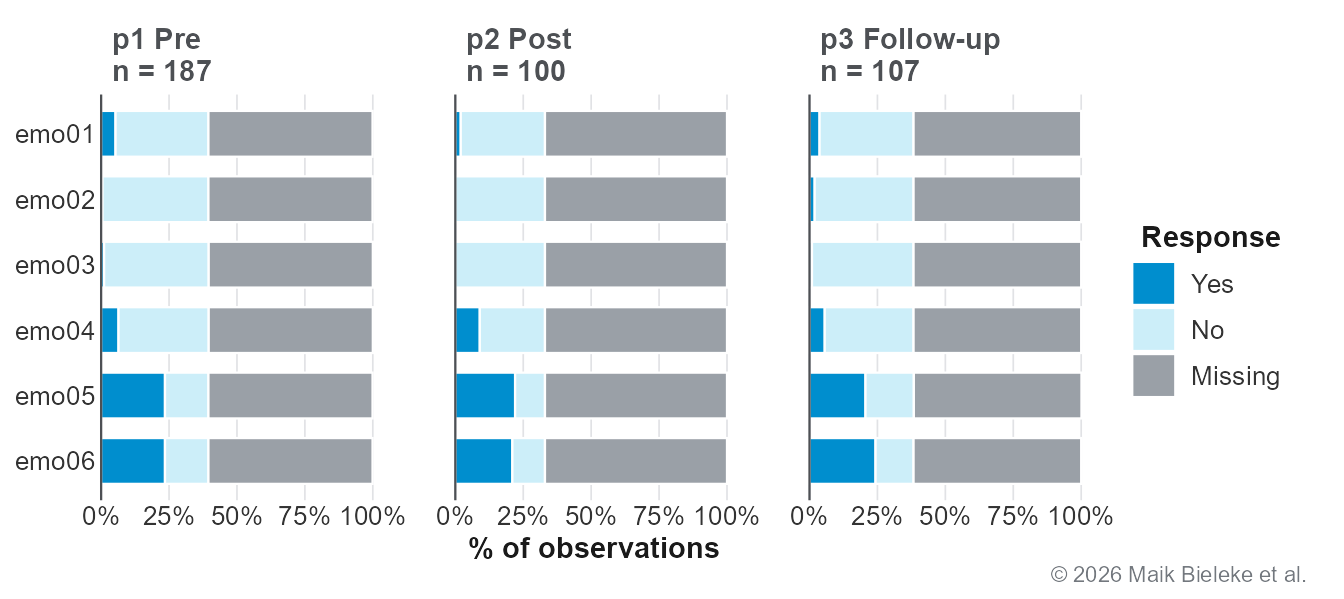 p1 Pre
n = 187
p2 Post
n = 100
p3 Follow-up
n = 107
emo01
emo02
emo03
emo04
emo05
emo06
0% 25% 50% 75% 100%
0% 25% 50% 75% 100%
0% 25% 50% 75% 100%
% of observations
Response
Yes
No
Missing
© 2026 Maik Bieleke et al.